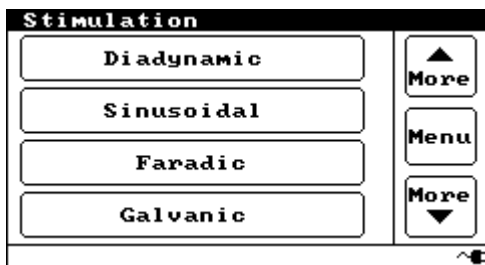 Stimulation
Diadynamic
Sinusoidal
Faradic
Galvanic
More
Menu
More